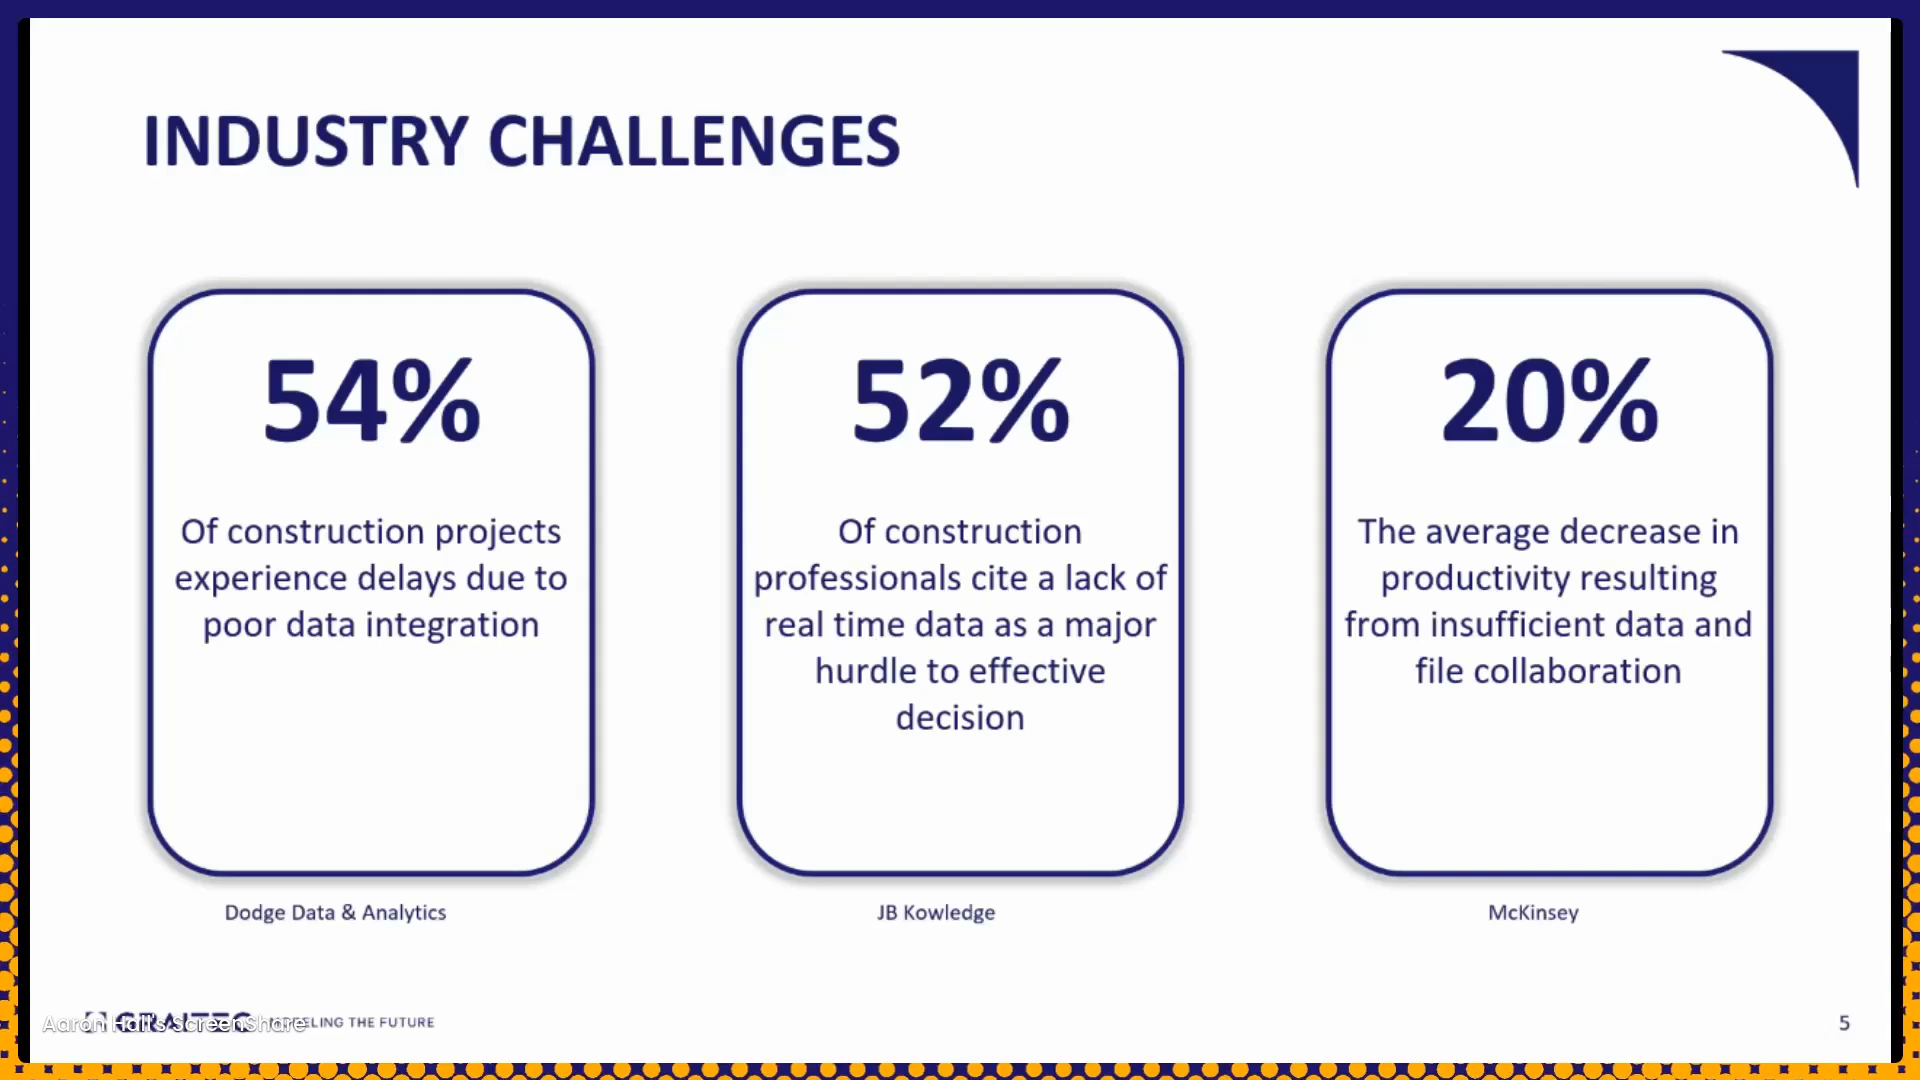 INDUSTRY CHALLENGES
54%
Of construction projects
experience delays due to
poor data integration
Dodge Data & Analytics
52%
Of construction
professionals cite a lack of
real time data as a major
hurdle to effective
decision
JB Kowledge
20%
The average decrease in
productivity resulting
from insufficient data and
file collaboration
McKinsey
Aaron Hall's ScreenShare
GRAITEC
THE FUTURE
5